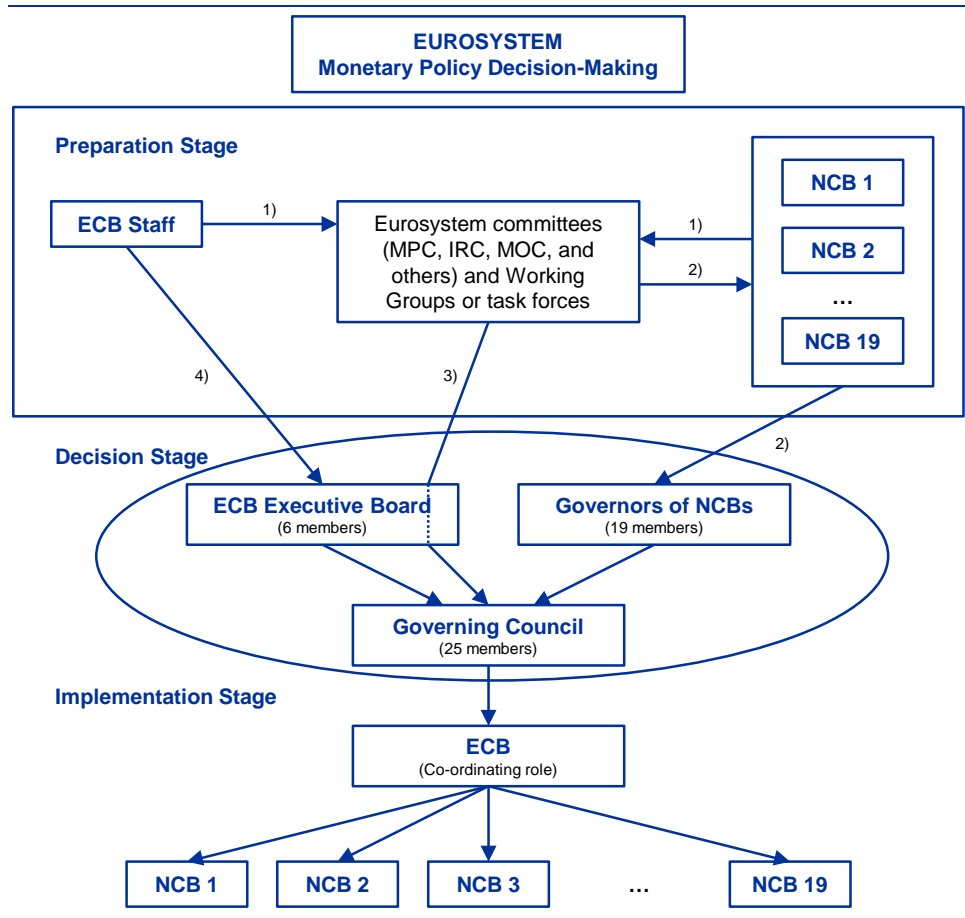 EUROSYSTEM
Monetary Policy Decision-Making
Preparation Stage
ECB Staff
1)
Eurosystem committees
(MPC, IRC, MOC, and
others) and Working
Groups or task forces
1)
2)
NCB 1
NCB 2
...
NCB 19
4)
3)
2)
Decision Stage
ECB Executive Board
(6 members)
Governors of NCBs
(19 members)
Governing Council
(25 members)
Implementation Stage
ECB
(Co-ordinating role)
NCB 1
NCB 2
NCB 3
...
NCB 19